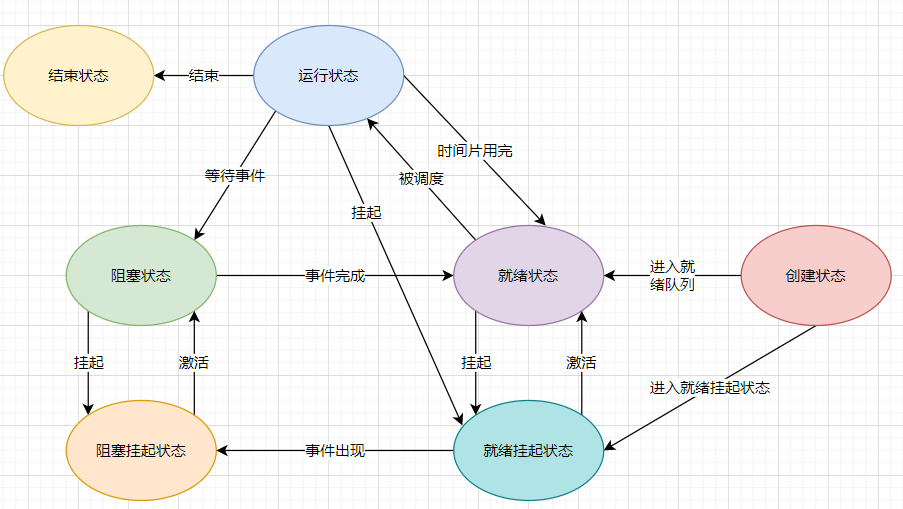 结束状态
结束
运行状态
时间片用完
等待事件
被调度
挂起
阻塞状态
事件完成
就绪状态
进入就
绪队列
创建状态
挂起
激活
挂起
激活
进入就绪挂起状态
阻塞挂起状态
事件出现
就绪挂起状态